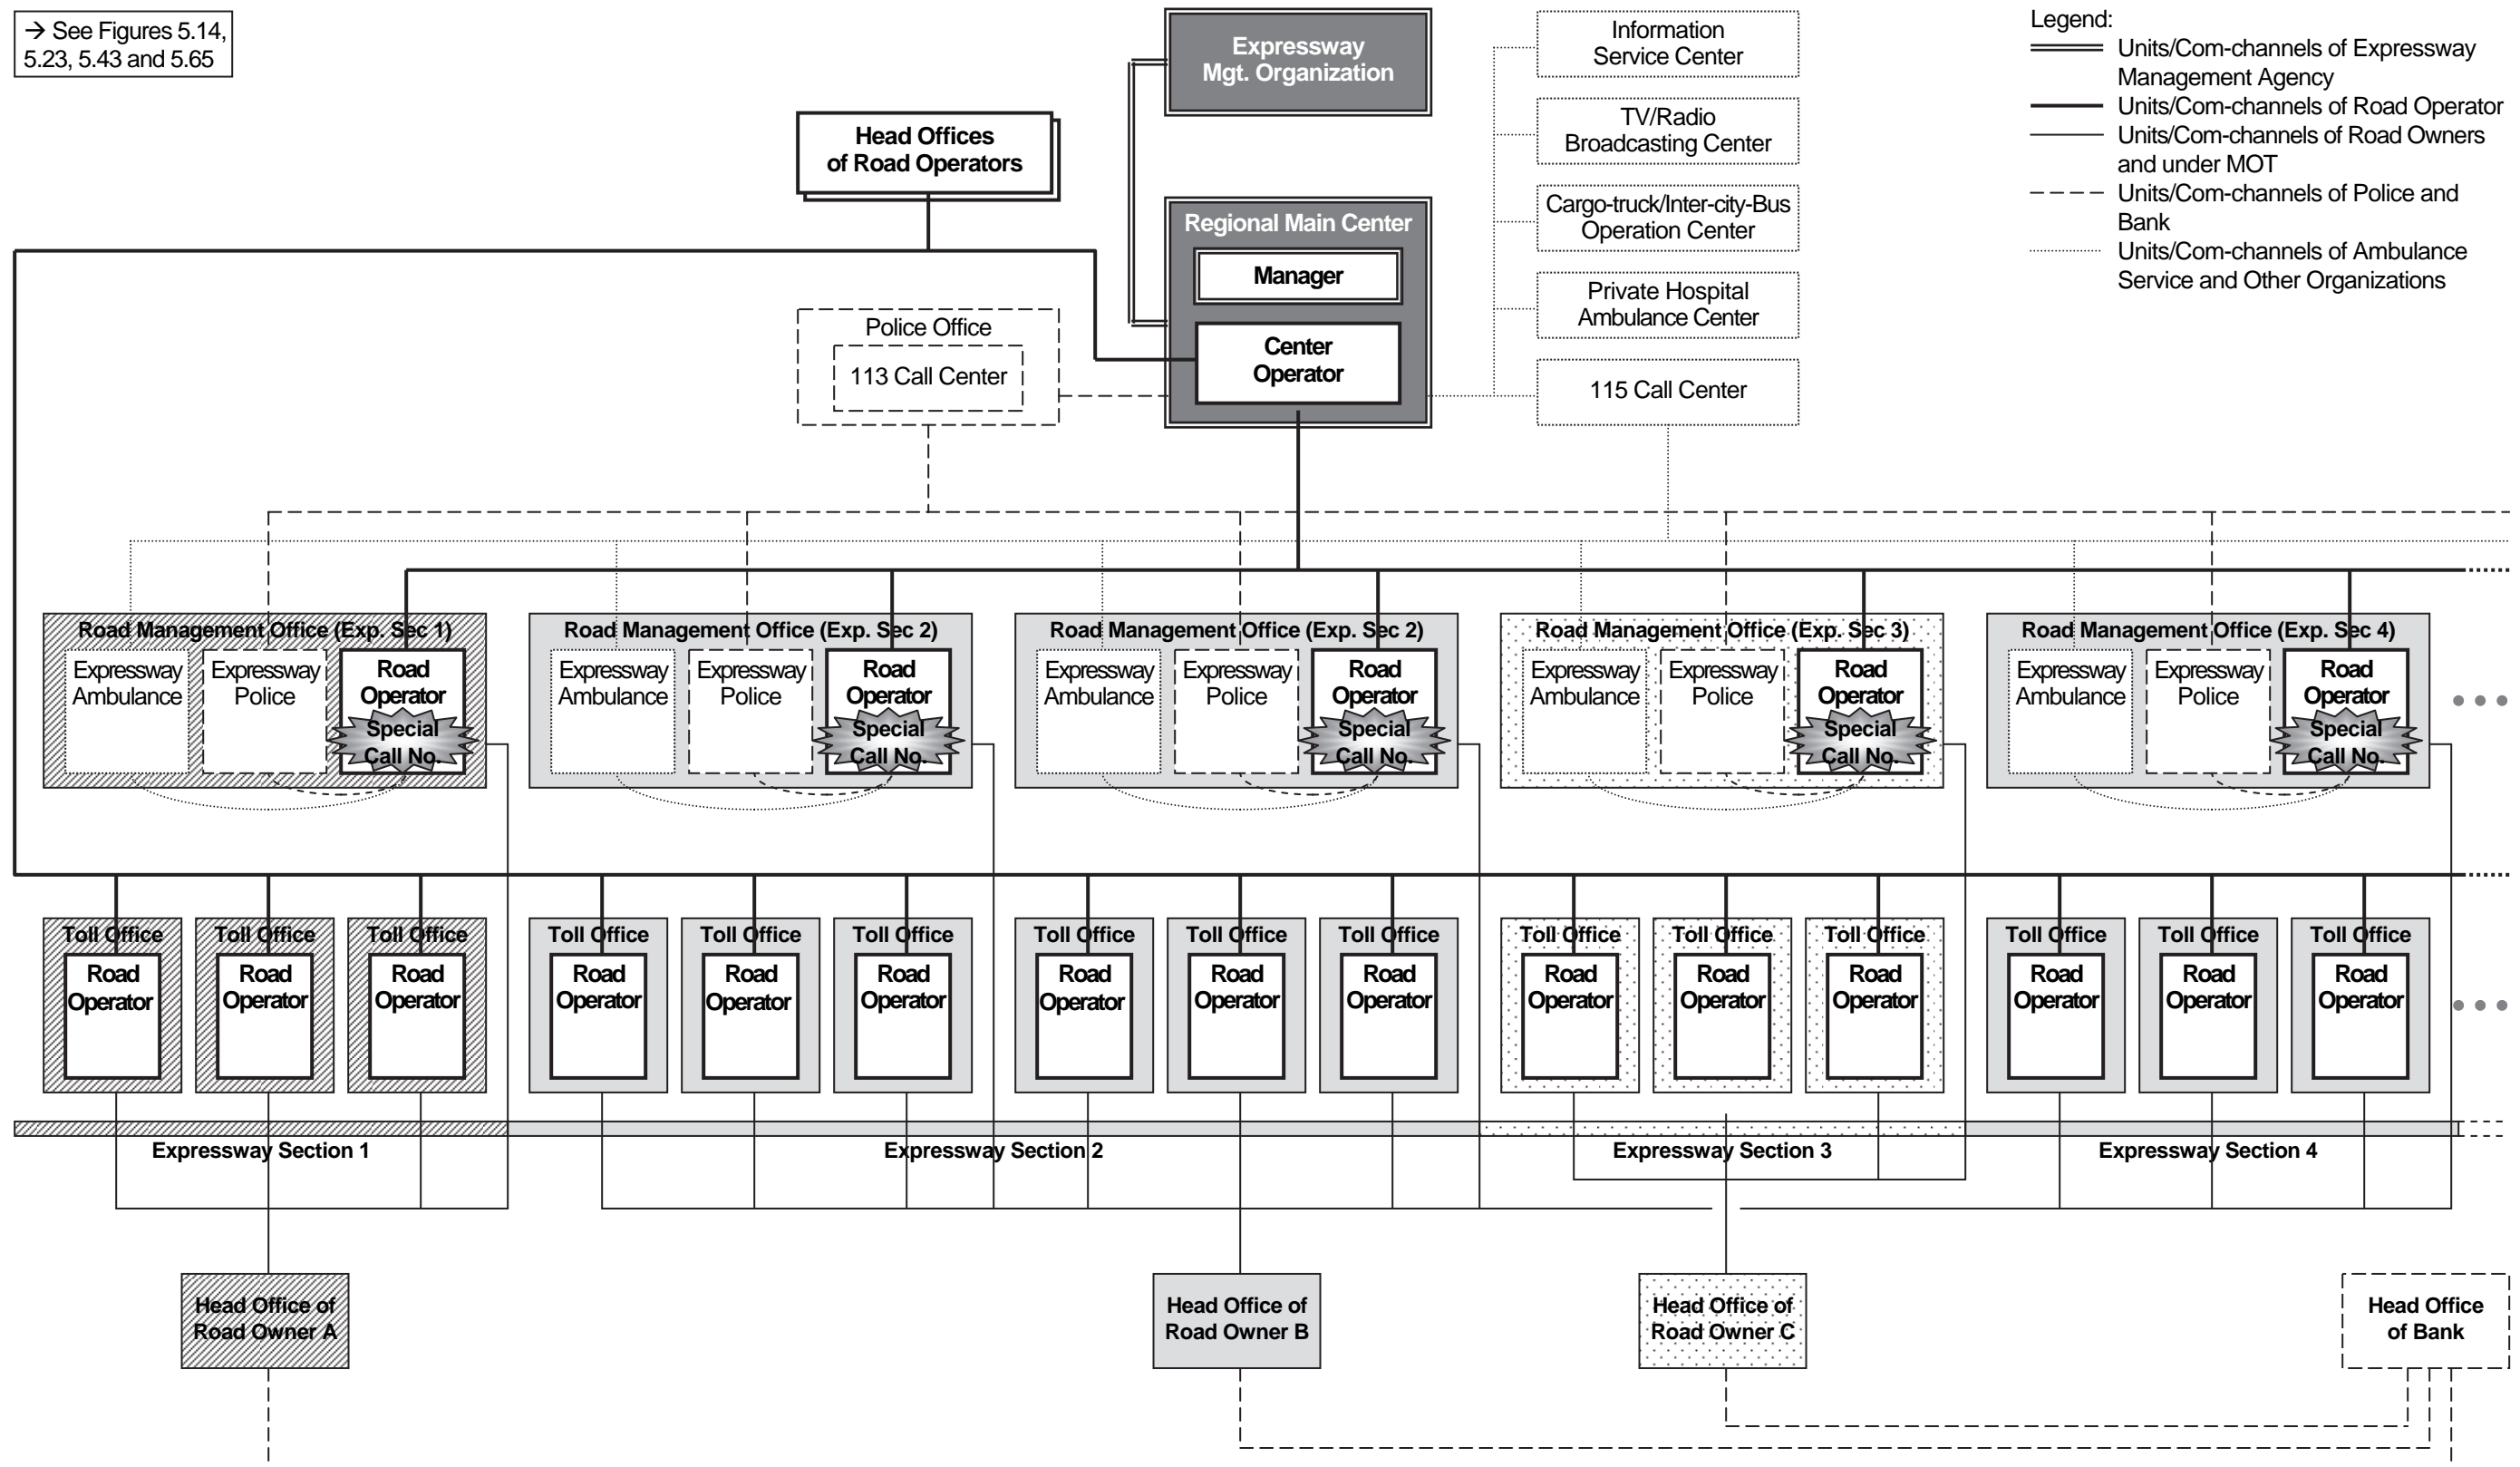 → See Figures 5.14,
5.23, 5.43 and 5.65
Expressway
Mgt. Organization
Head Offices
of Road Operators
Regional Main Center
Manager
Center
Operator
Police Office
113 Call Center
Information
Service Center
TV/Radio
Broadcasting Center
Cargo-truck/Inter-city-Bus
Operation Center
Private Hospital
Ambulance Center
115 Call Center
Legend:
Units/Com-channels of Expressway
Management Agency
Units/Com-channels of Road Operator
Units/Com-channels of Road Owners
and under MOT
Units/Com-channels of Police and
Bank
Units/Com-channels of Ambulance
Service and Other Organizations
Road Management Office (Exp. Sec 1)
Expressway
Ambulance
Expressway
Police
Road
Operator
Special
Call No.
Road Management Office (Exp. Sec 2)
Expressway
Ambulance
Expressway
Police
Road
Operator
Special
Call No.
Road Management Office (Exp. Sec 2)
Expressway
Ambulance
Expressway
Police
Road
Operator
Special
Call No.
Road Management Office (Exp. Sec 3)
Expressway
Ambulance
Expressway
Police
Road
Operator
Special
Call No.
Road Management Office (Exp. Sec 4)
Expressway
Ambulance
Expressway
Police
Road
Operator
Special
Call No.
Toll Office
Road
Operator
Toll Office
Road
Operator
Toll Office
Road
Operator
Toll Office
Road
Operator
Toll Office
Road
Operator
Toll Office
Road
Operator
Toll Office
Road
Operator
Toll Office
Road
Operator
Toll Office
Road
Operator
Toll Office
Road
Operator
Toll Office
Road
Operator
Toll Office
Road
Operator
Toll Office
Road
Operator
Toll Office
Road
Operator
Toll Office
Road
Operator
Expressway Section 1
Expressway Section 2
Expressway Section 3
Expressway Section 4
Head Office of
Road Owner A
Head Office of
Road Owner B
Head Office of
Road Owner C
Head Office
of Bank